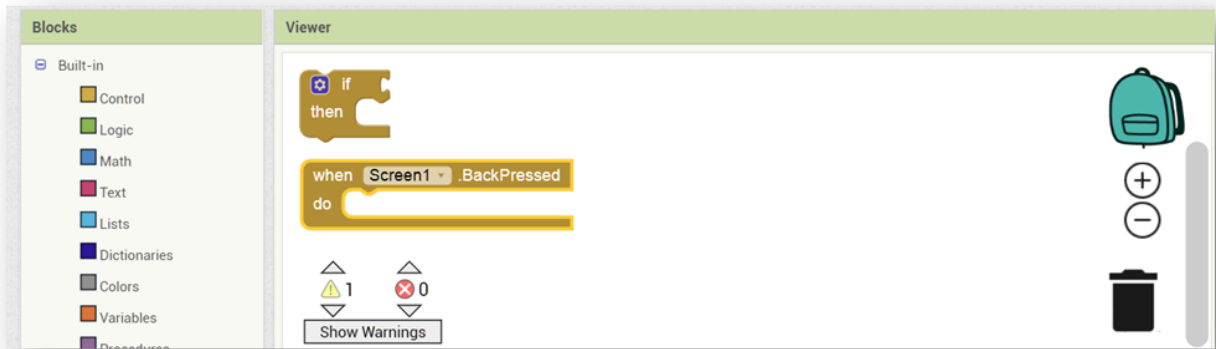 Blocks
Viewer
Built-in
Control
Logic
Math
Text
Lists
Dictionaries
Colors
Variables
Procedures
if
then
when Screen1 .BackPressed
do
1 0
Show Warnings